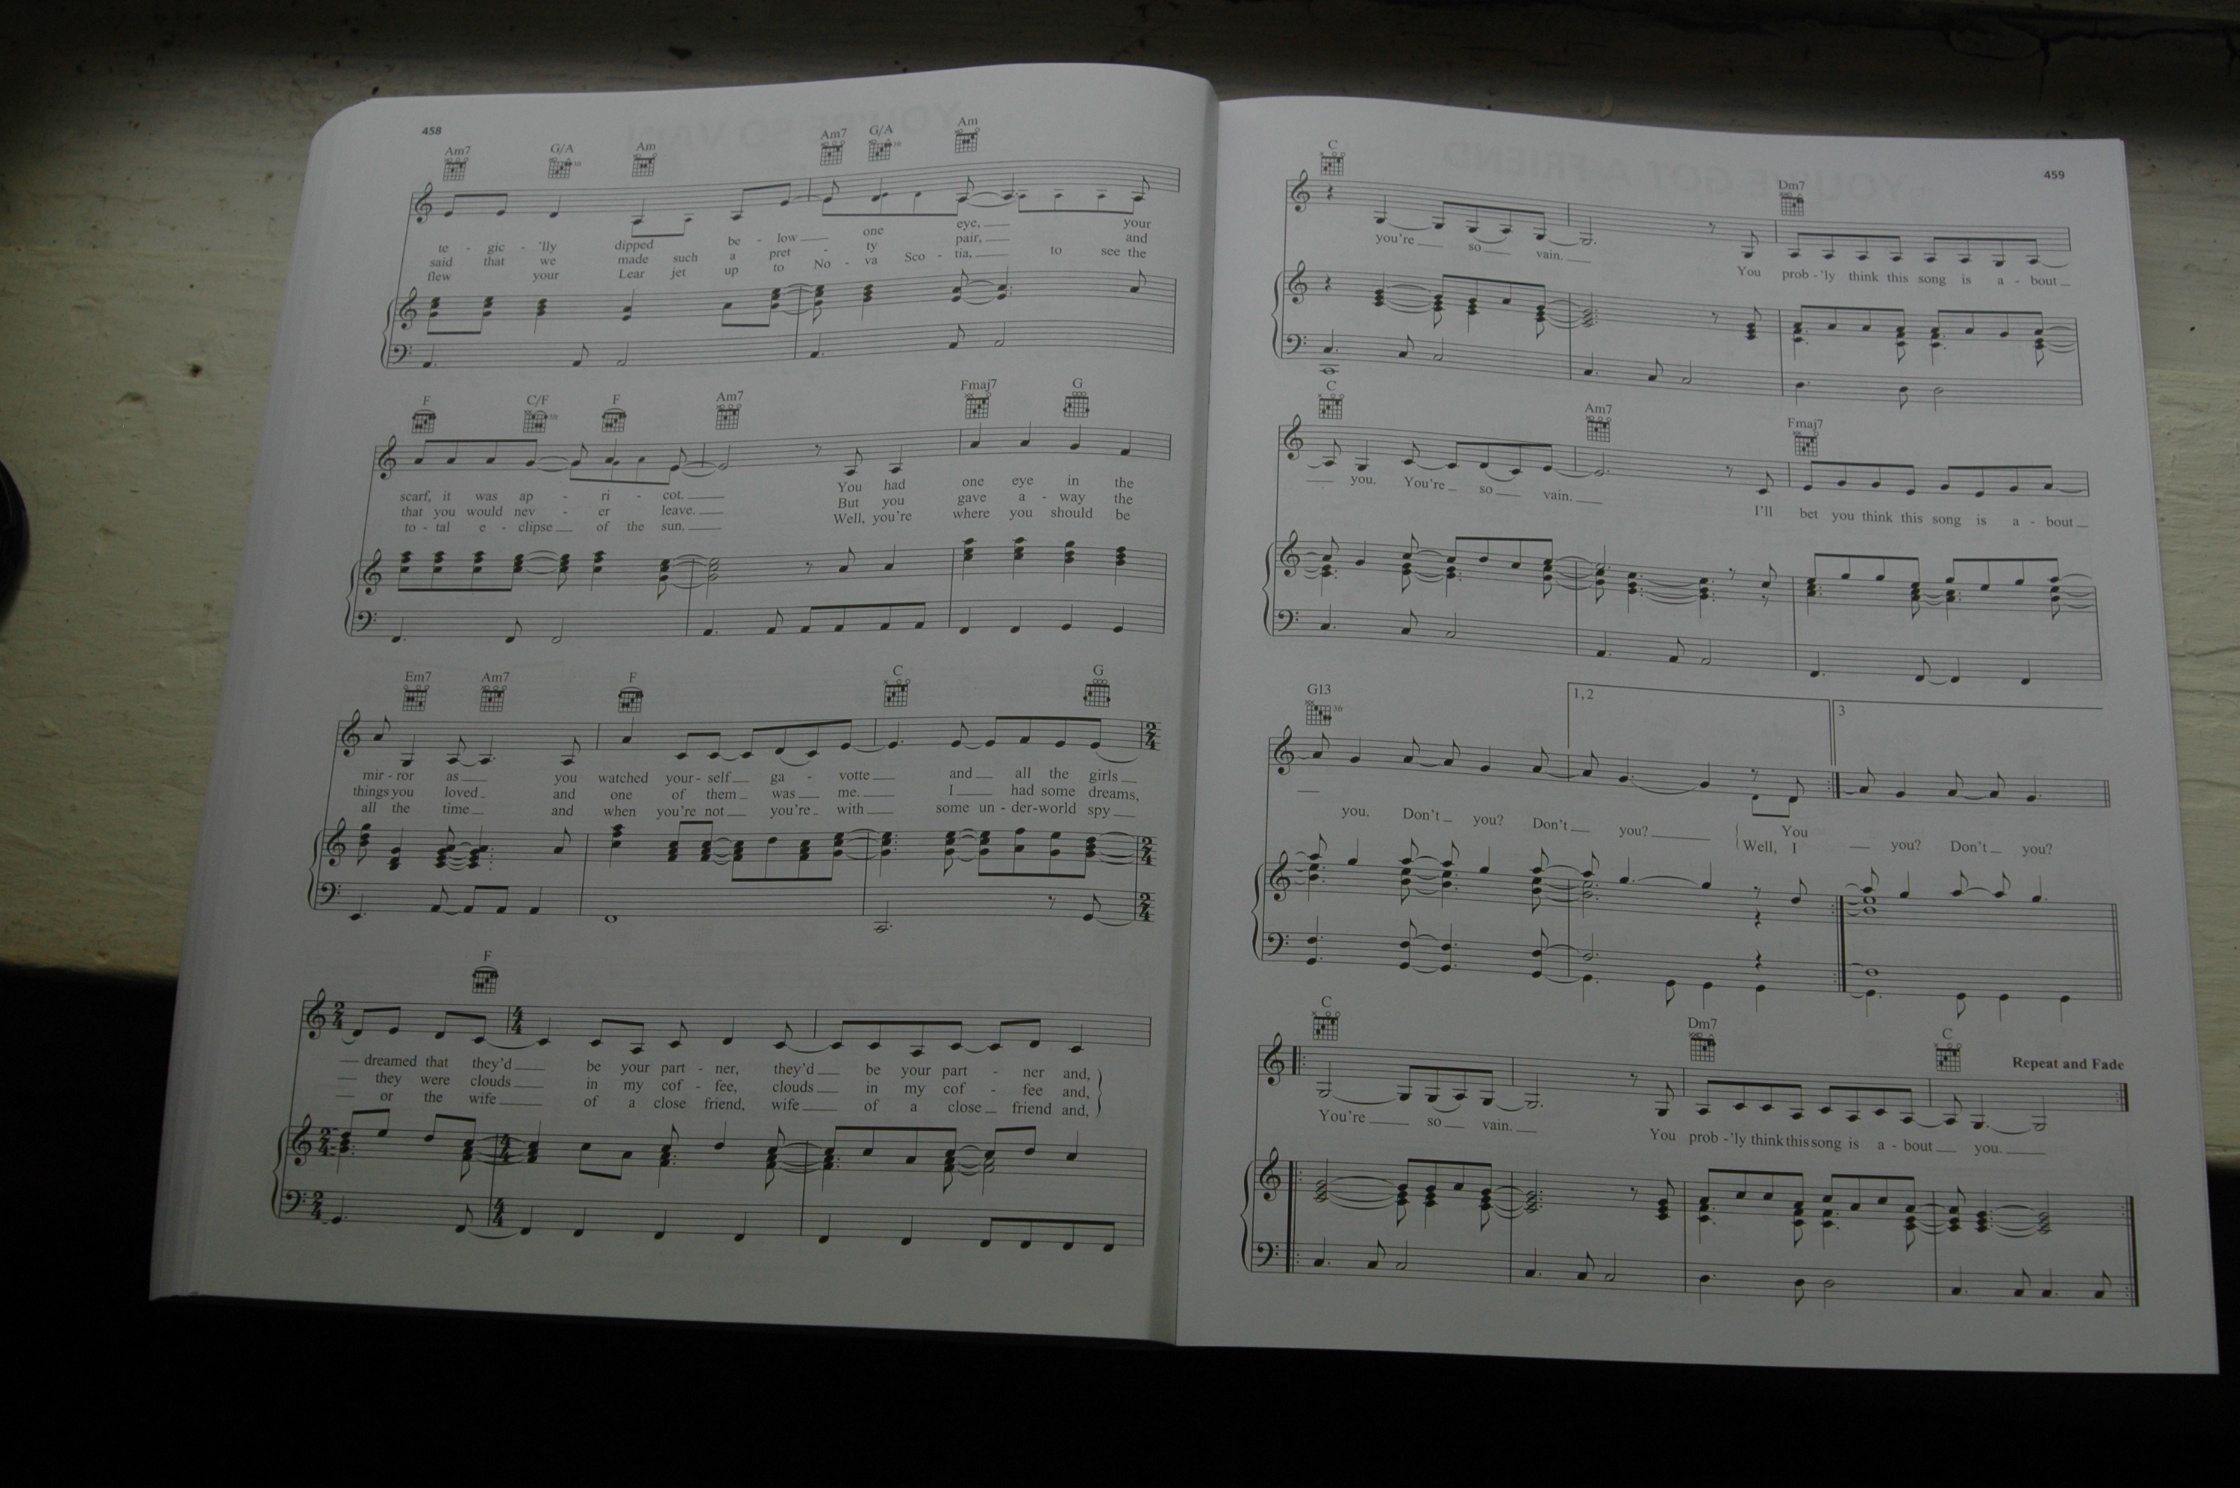 458
Am7 G/A Am Am7 G/A Am
te - gic - 'lly dipped be - low one eye, your
said that we made such a pret - ty pair, and
flew your Lear jet up to No - va Sco - tia, to see the
F C/F F Am7 Fmaj7 G
scarf, it was ap - ri - cot. You had one eye in the
that you would nev - er leave. But you gave a - way the
to - tal e - clipse of the sun. Well, you're where you should be
Em7 Am7 F C G
mir - ror as you watched your - self ga - votte and all the girls
things you loved and one of them was me. I had some dreams,
all the time and when you're not you're with some un - der - world spy
2/4
F
2/4 4/4
dreamed that they'd be your part - ner, they'd be your part - ner and,
they were clouds in my cof - fee, clouds in my cof - fee and,
or the wife of a close friend, wife of a close friend and,
459
C Dm7
you're so vain. You prob - 'ly think this song is a - bout
C Am7 Fmaj7
you. You're so vain. I'll bet you think this song is a - bout
G13 1, 2 3
you. Don't you? Don't you? You you? Don't you?
Well, I
C Dm7 C
Repeat and Fade
You're so vain. You prob - 'ly think this song is a - bout you.